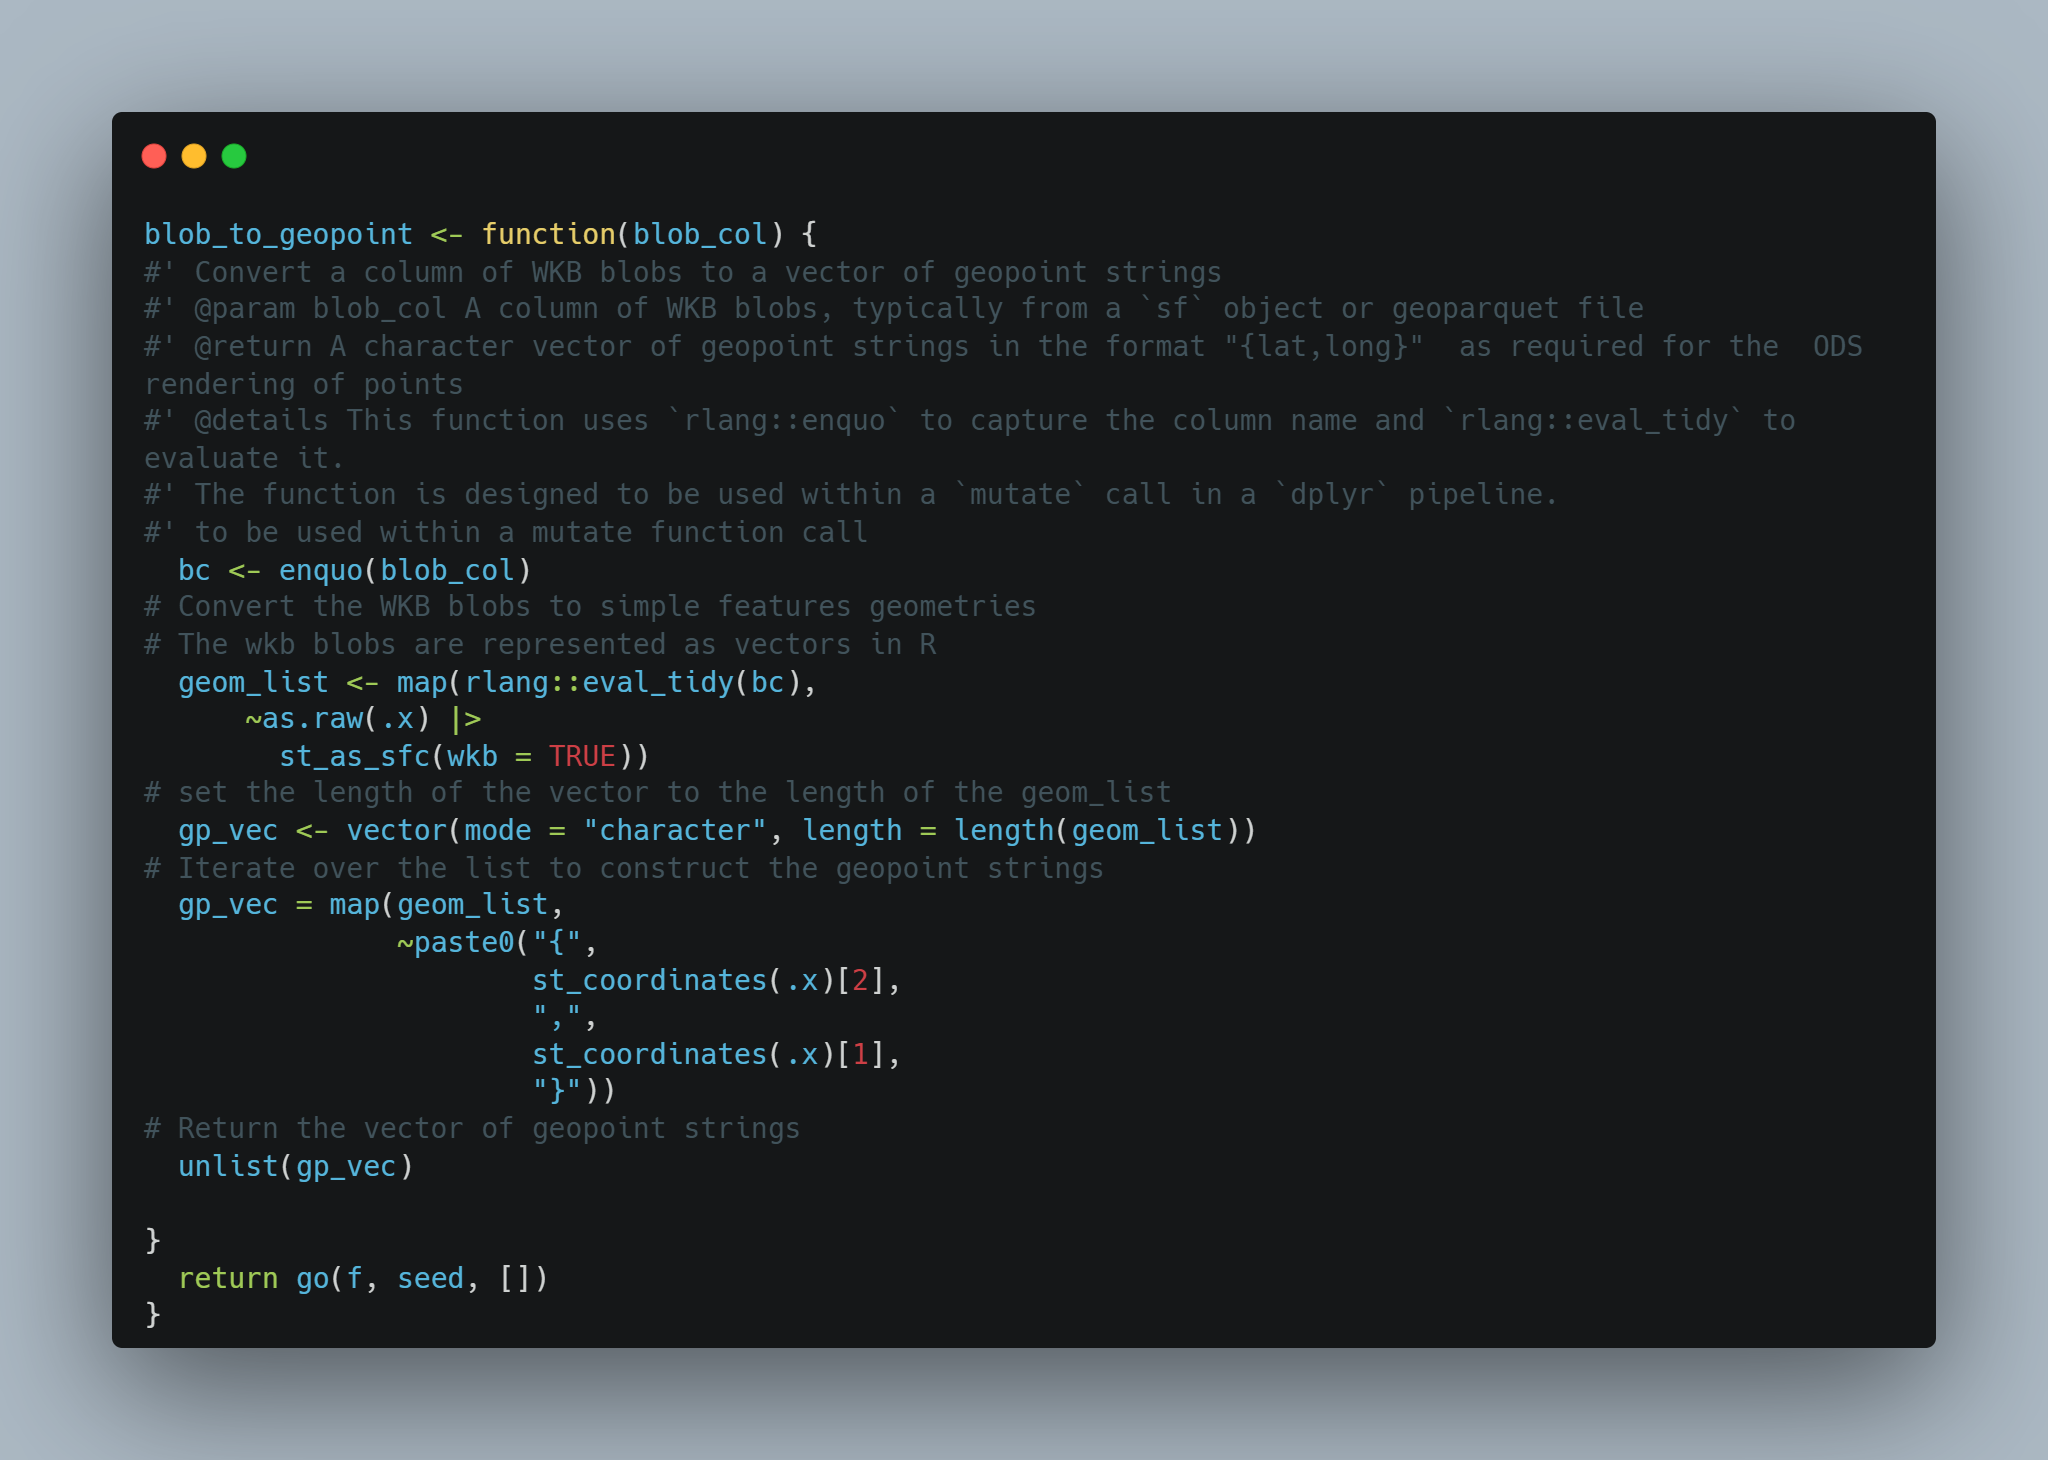 blob_to_geopoint <- function(blob_col) {
#' Convert a column of WKB blobs to a vector of geopoint strings
#' @param blob_col A column of WKB blobs, typically from a `sf` object or geoparquet file
#' @return A character vector of geopoint strings in the format "{lat,long}"  as required for the  ODS
rendering of points
#' @details This function uses `rlang::enquo` to capture the column name and `rlang::eval_tidy` to
evaluate it.
#' The function is designed to be used within a `mutate` call in a `dplyr` pipeline.
#' to be used within a mutate function call
  bc <- enquo(blob_col)
# Convert the WKB blobs to simple features geometries
# The wkb blobs are represented as vectors in R
  geom_list <- map(rlang::eval_tidy(bc),
      ~as.raw(.x) |>
        st_as_sfc(wkb = TRUE))
# set the length of the vector to the length of the geom_list
  gp_vec <- vector(mode = "character", length = length(geom_list))
# Iterate over the list to construct the geopoint strings
  gp_vec = map(geom_list,
               ~paste0("{",
                       st_coordinates(.x)[2],
                       ",",
                       st_coordinates(.x)[1],
                       "}"))
# Return the vector of geopoint strings
  unlist(gp_vec)

}
  return go(f, seed, [])
}